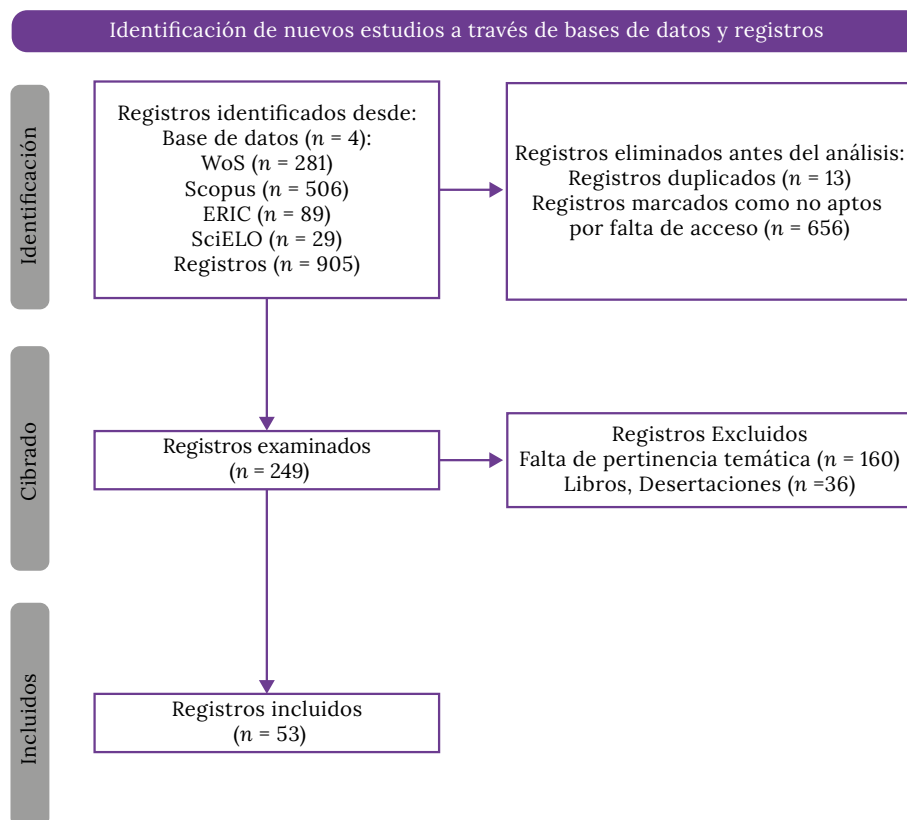 Identificación de nuevos estudios a través de bases de datos y registros
Identificación
Registros identificados desde:
Base de datos (n = 4):
WoS (n = 281)
Scopus (n = 506)
ERIC (n = 89)
SciELO (n = 29)
Registros (n = 905)
Registros eliminados antes del análisis:
Registros duplicados (n = 13)
Registros marcados como no aptos
por falta de acceso (n = 656)
Cibrado
Registros examinados
(n = 249)
Registros Excluidos
Falta de pertinencia temática (n = 160)
Libros, Desertaciones (n =36)
Incluidos
Registros incluidos
(n = 53)